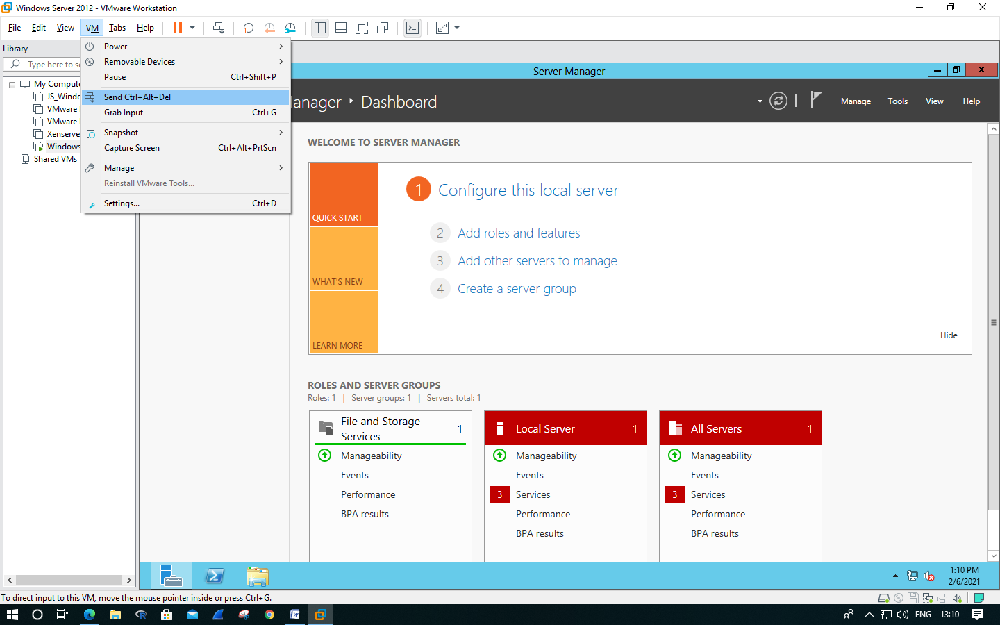 Windows Server 2012 - VMware Workstation
File Edit View VM Tabs Help
Library
Type here to s
My Compute
JS_Windo
VMware
VMware
Xenserve
Windows
Shared VMs
Power
Removable Devices
Pause Ctrl+Shift+P
Send Ctrl+Alt+Del
Grab Input Ctrl+G
Snapshot
Capture Screen Ctrl+Alt+PrtScn
Manage
Reinstall VMware Tools...
Settings... Ctrl+D
Server Manager
anager Dashboard
Manage Tools View Help
WELCOME TO SERVER MANAGER
QUICK START
WHAT'S NEW
LEARN MORE
1 Configure this local server
2 Add roles and features
3 Add other servers to manage
4 Create a server group
Hide
ROLES AND SERVER GROUPS
Roles: 1 | Server groups: 1 | Servers total: 1
File and Storage
Services 1
Manageability
Events
Performance
BPA results
Local Server 1
Manageability
Events
3 Services
Performance
BPA results
All Servers 1
Manageability
Events
3 Services
Performance
BPA results
1:10 PM
2/6/2021
To direct input to this VM, move the mouse pointer inside or press Ctrl+G.
ENG 13:10